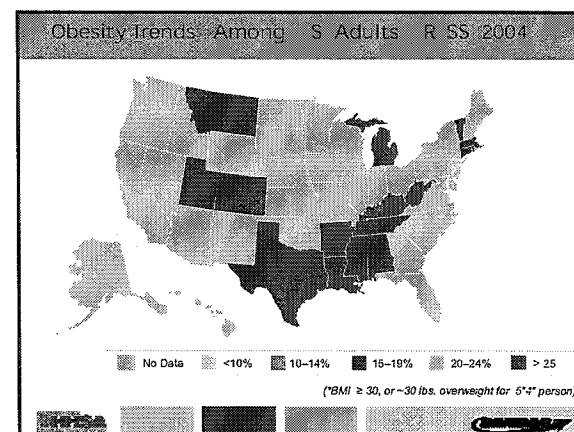 Obesity Trends Among S Adults R SS 2004
No Data <10% 10–14% 15–19% 20–24% > 25
(*BMI ≥ 30, or ~30 lbs. overweight for 5'4" person)